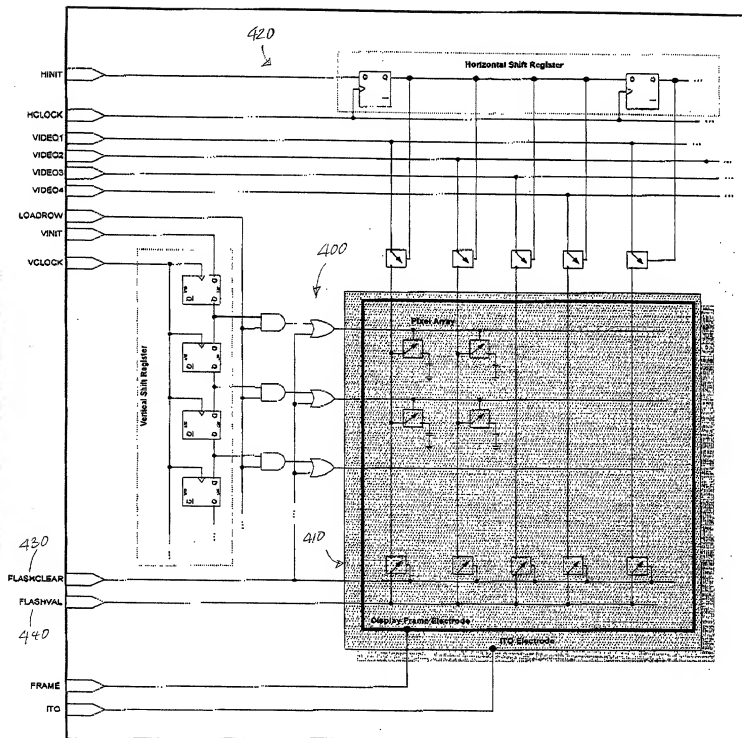 420
HINIT
Horizontal Shift Register
D Q
D Q
HCLOCK
VIDEO1
VIDEO2
VIDEO3
VIDEO4
LOADROW
VINIT
VCLOCK
400
Pixel Array
Vertical Shift Register
430
410
FLASHCLEAR
FLASHVAL
440
Display Frame Electrode
ITO Electrode
FRAME
ITO